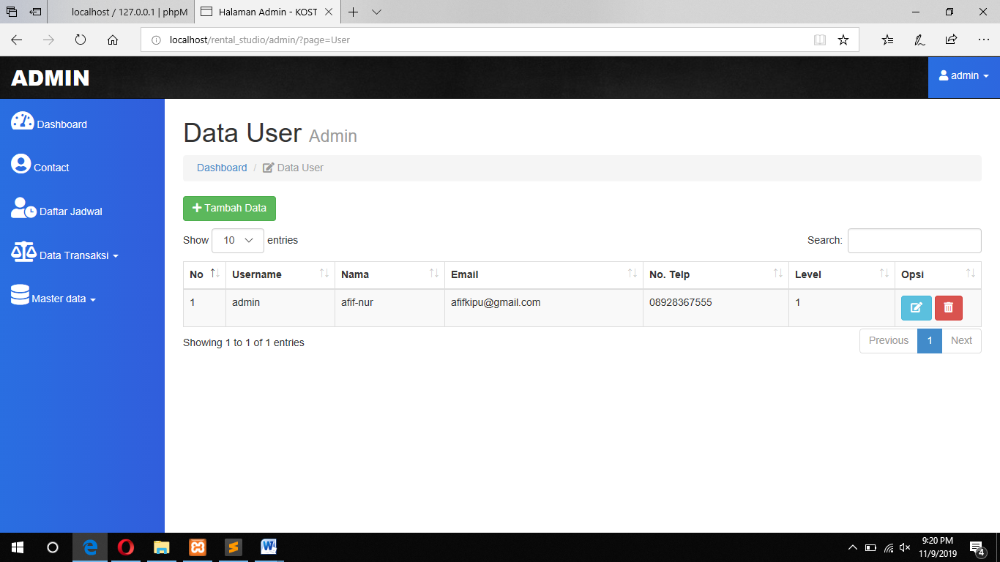 localhost / 127.0.0.1 | phpM
Halaman Admin - KOST
localhost/rental_studio/admin/?page=User
ADMIN
admin
Dashboard
Contact
Daftar Jadwal
Data Transaksi
Master data
Data User Admin
Dashboard / Data User
Tambah Data
Show 10 entries
Search:
No Username Nama Email No. Telp Level Opsi
1 admin afif-nur afifkipu@gmail.com 08928367555 1
Showing 1 to 1 of 1 entries
Previous 1 Next
9:20 PM
11/9/2019
4